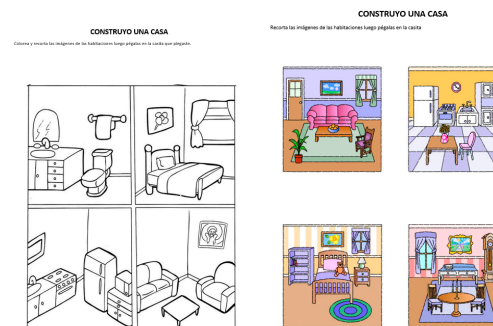 CONSTRUYO UNA CASA
Colorea y recorta las imágenes de las habitaciones luego pégalas en la casita que plegaste.
CONSTRUYO UNA CASA
Recorta las imágenes de las habitaciones luego pégalas en la casita